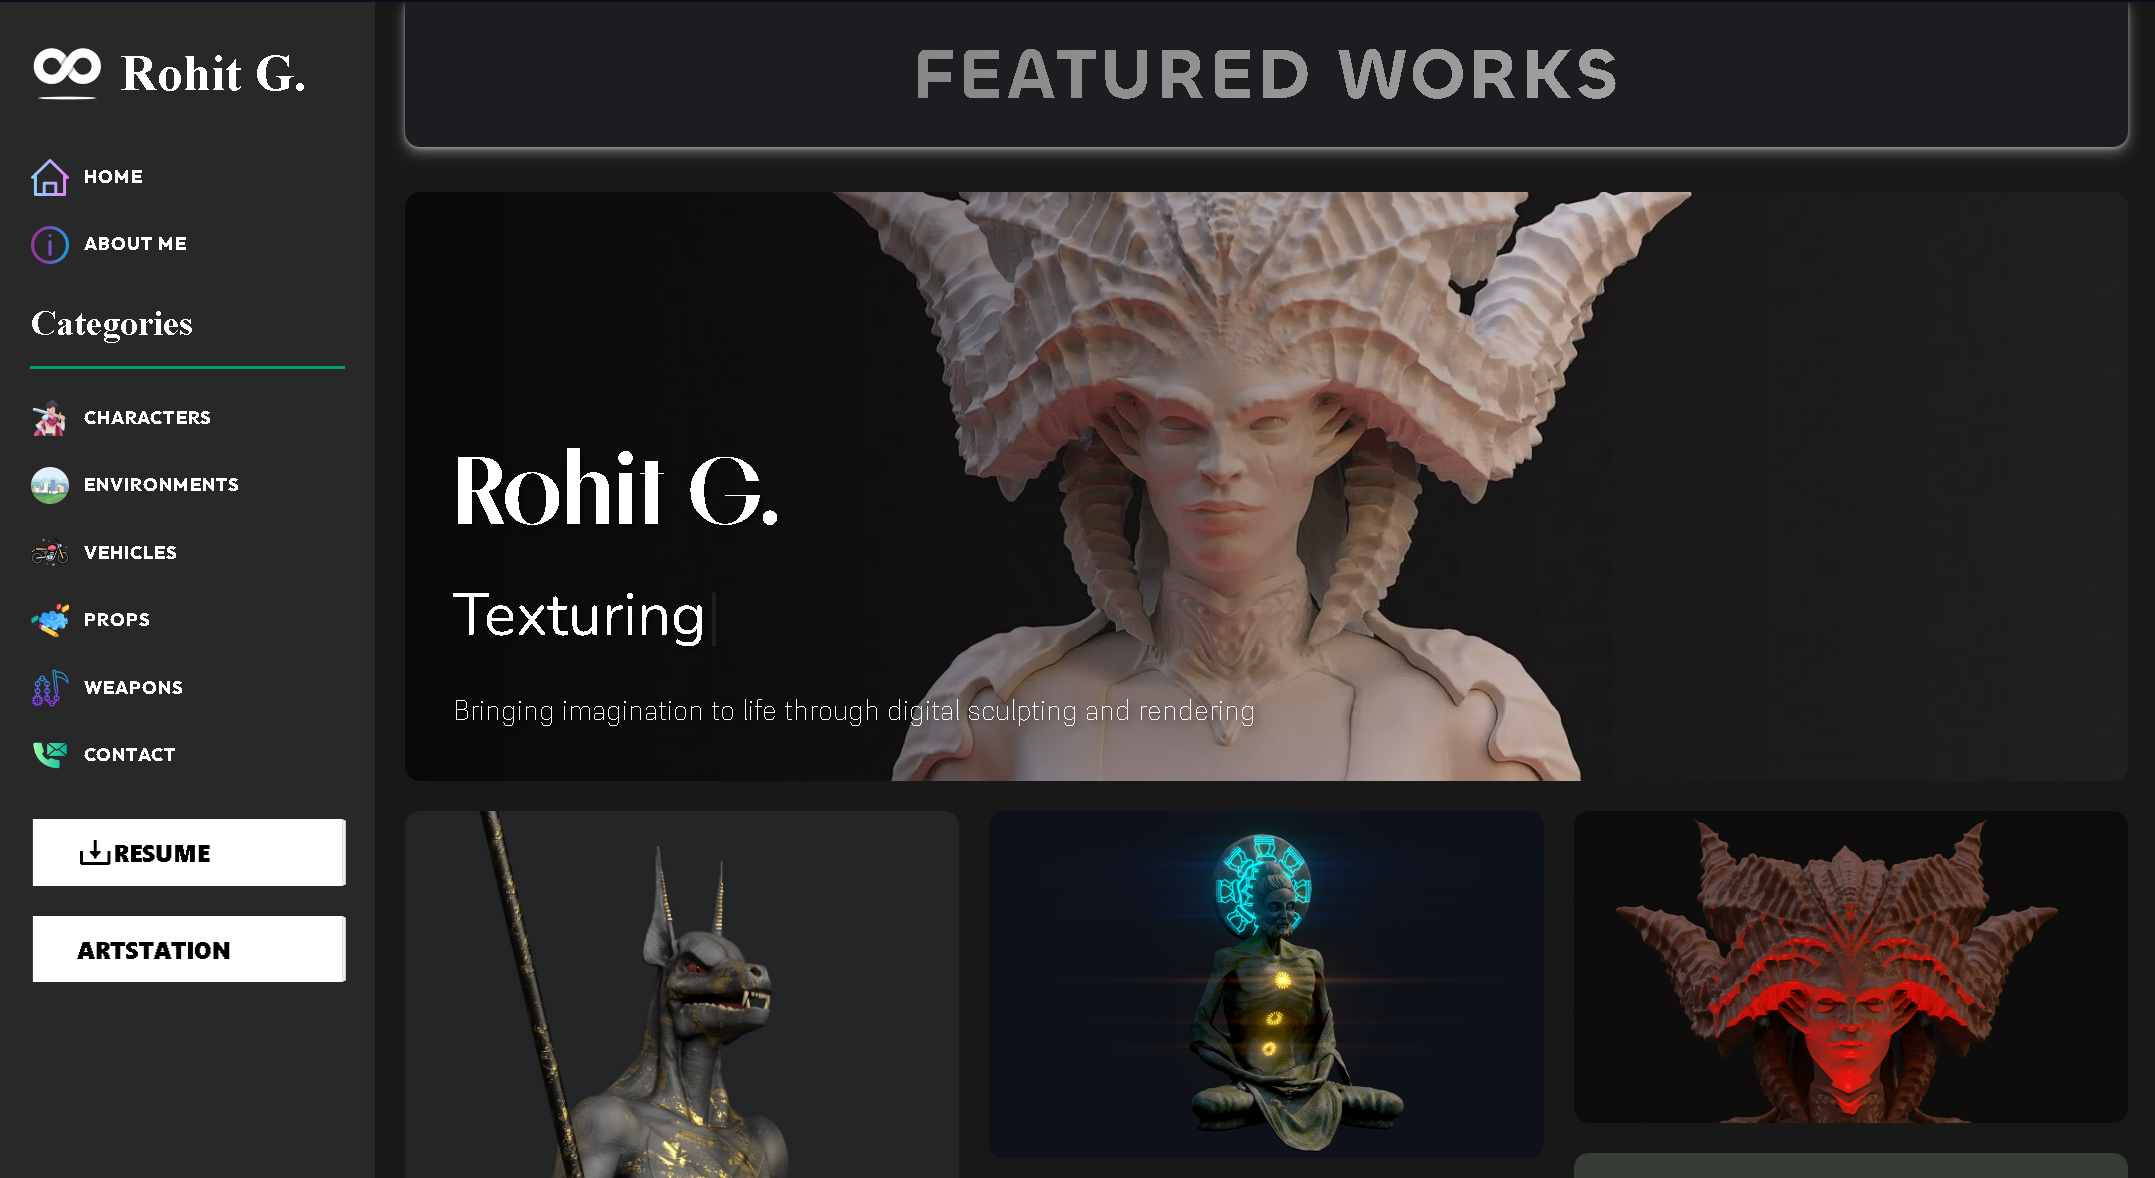 Rohit G.
HOME
ABOUT ME
Categories
CHARACTERS
ENVIRONMENTS
VEHICLES
PROPS
WEAPONS
CONTACT
RESUME
ARTSTATION
FEATURED WORKS
Rohit G.
Texturing
Bringing imagination to life through digital sculpting and rendering